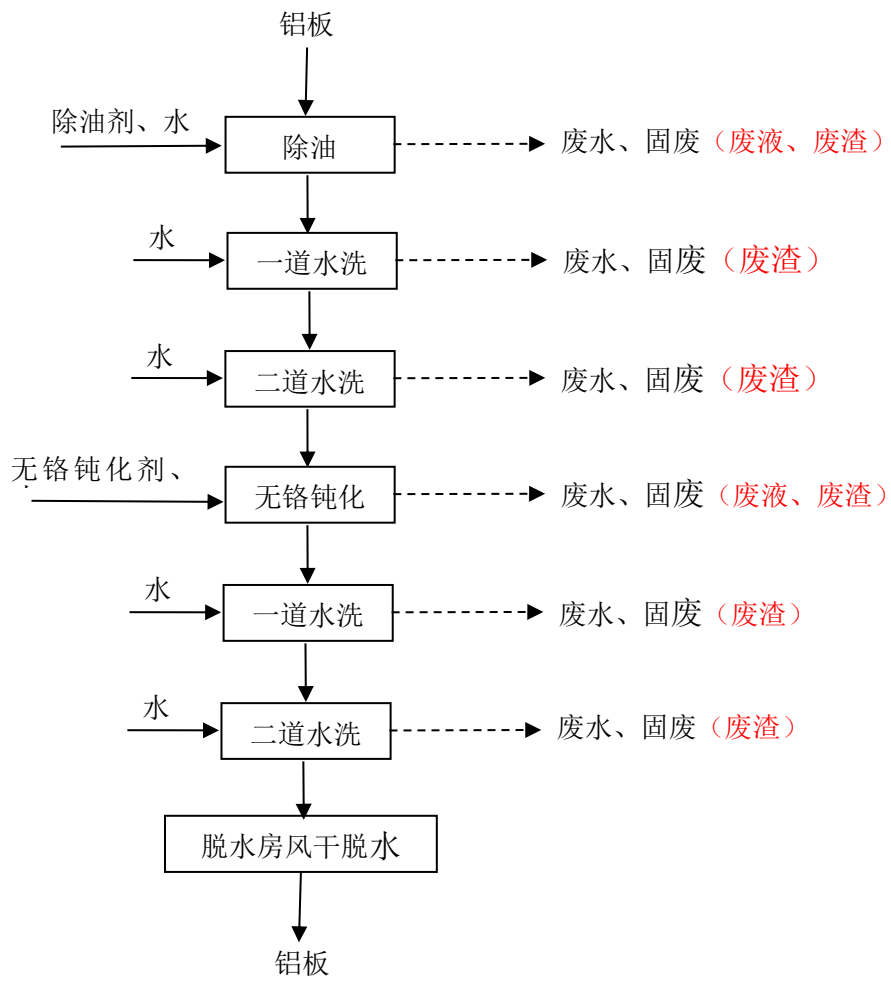 铝板
除油剂、水
除油
废水、固废（废液、废渣）
水
一道水洗
废水、固废（废渣）
水
二道水洗
废水、固废（废渣）
无铬钝化剂、
无铬钝化
废水、固废（废液、废渣）
水
一道水洗
废水、固废（废渣）
水
二道水洗
废水、固废（废渣）
脱水房风干脱水
铝板